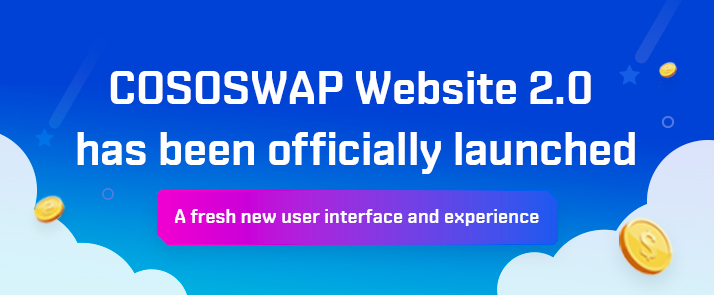 COSOSWAP Website 2.0
has been officially launched
A fresh new user interface and experience